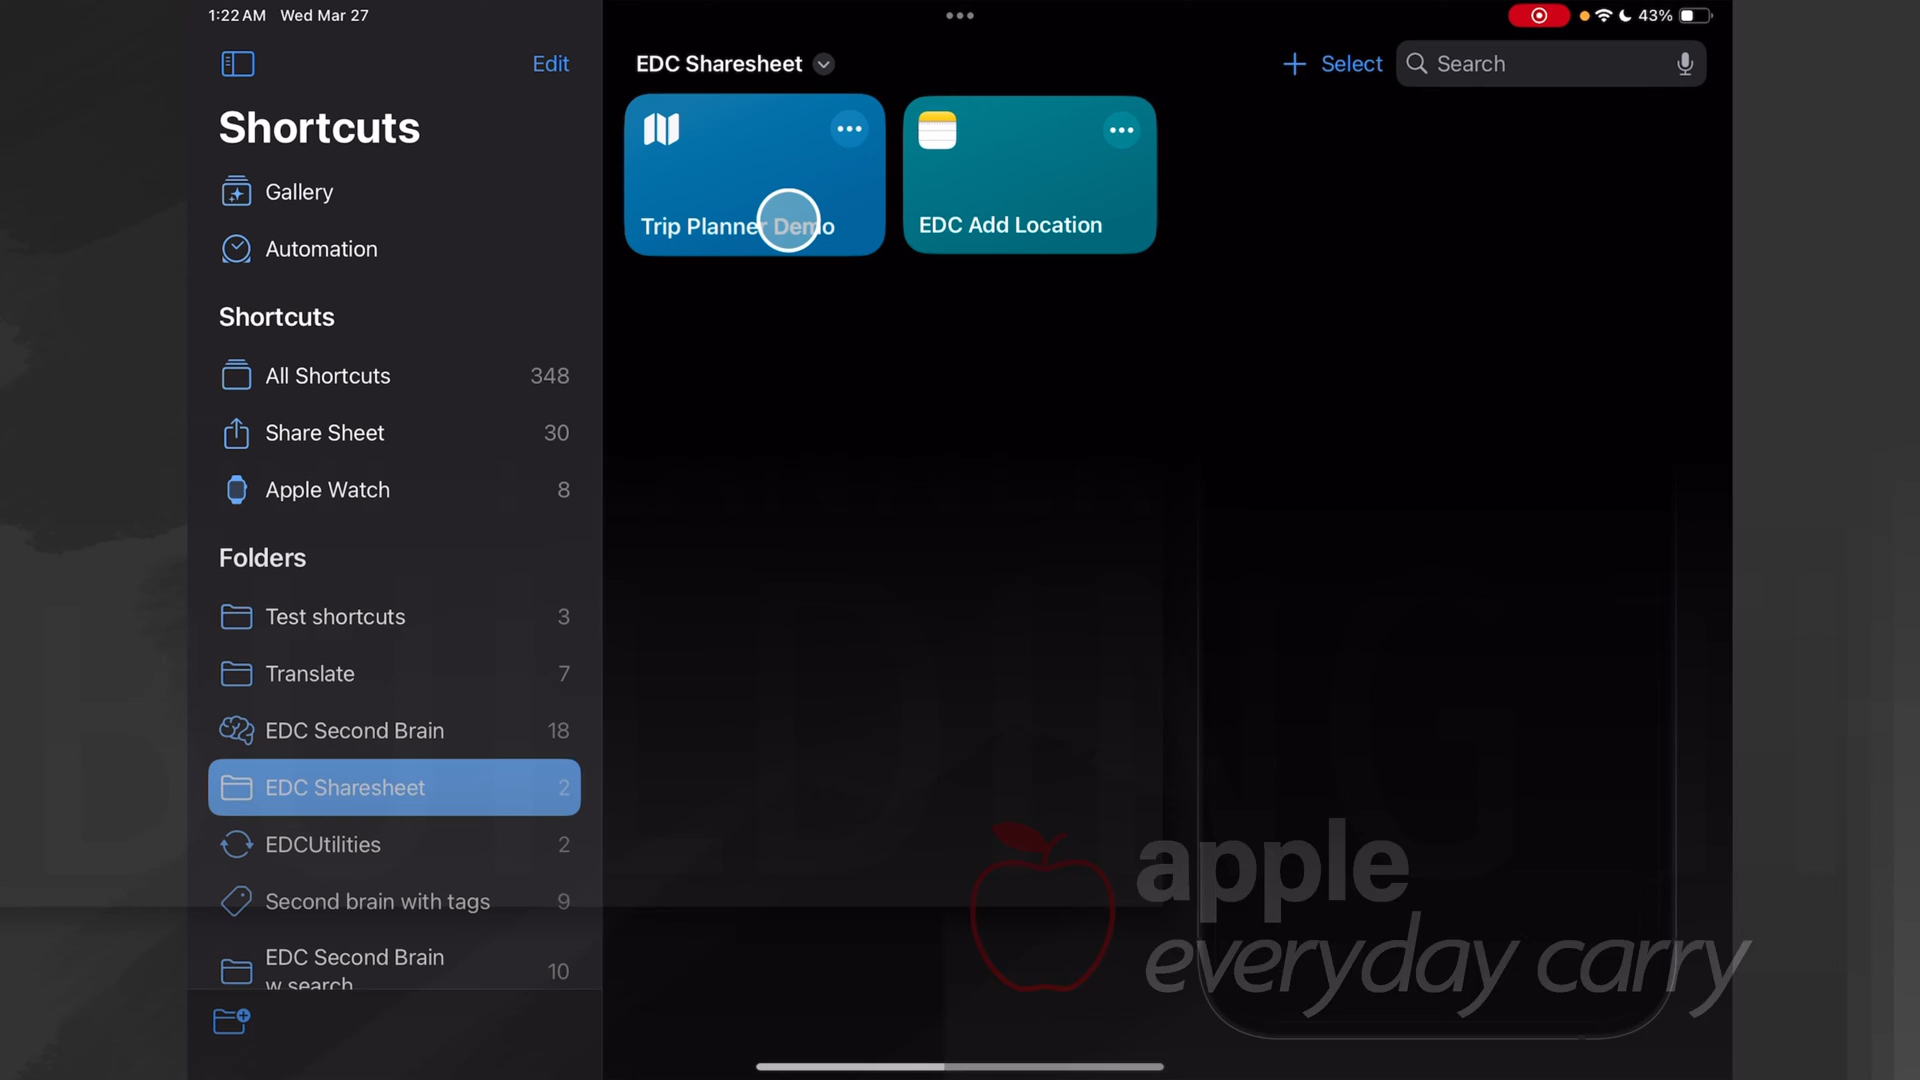 1:22 AM Wed Mar 27
43%
Edit
Shortcuts
Gallery
Automation
Shortcuts
All Shortcuts 348
Share Sheet 30
Apple Watch 8
Folders
Test shortcuts 3
Translate 7
EDC Second Brain 18
EDC Sharesheet 2
EDCUtilities 2
Second brain with tags 9
EDC Second Brain
w search 10
EDC Sharesheet
Select
Search
Trip Planner Demo
EDC Add Location
apple
everyday carry